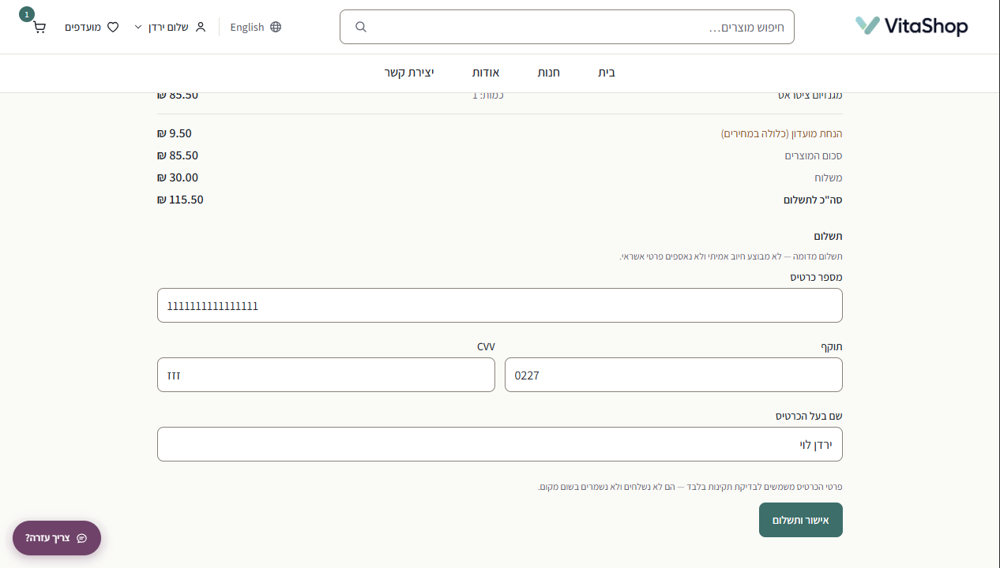 VitaShop
חיפוש מוצרים...
English
שלום ירדן
מועדפים
1
בית
חנות
אודות
יצירת קשר
מגנזיום ציטראט
כמות: 1
85.50 ₪
הנחת מועדון (כלולה במחירים)
9.50 ₪
סכום המוצרים
85.50 ₪
משלוח
30.00 ₪
סה"כ לתשלום
115.50 ₪
תשלום
תשלום מדומה — לא מבוצע חיוב אמיתי ולא נאספים פרטי אשראי.
מספר כרטיס
1111111111111111
תוקף
CVV
0227
זזז
שם בעל הכרטיס
ירדן לוי
פרטי הכרטיס משמשים לבדיקת תקינות בלבד — הם לא נשלחים ולא נשמרים בשום מקום.
אישור ותשלום
צריך עזרה?